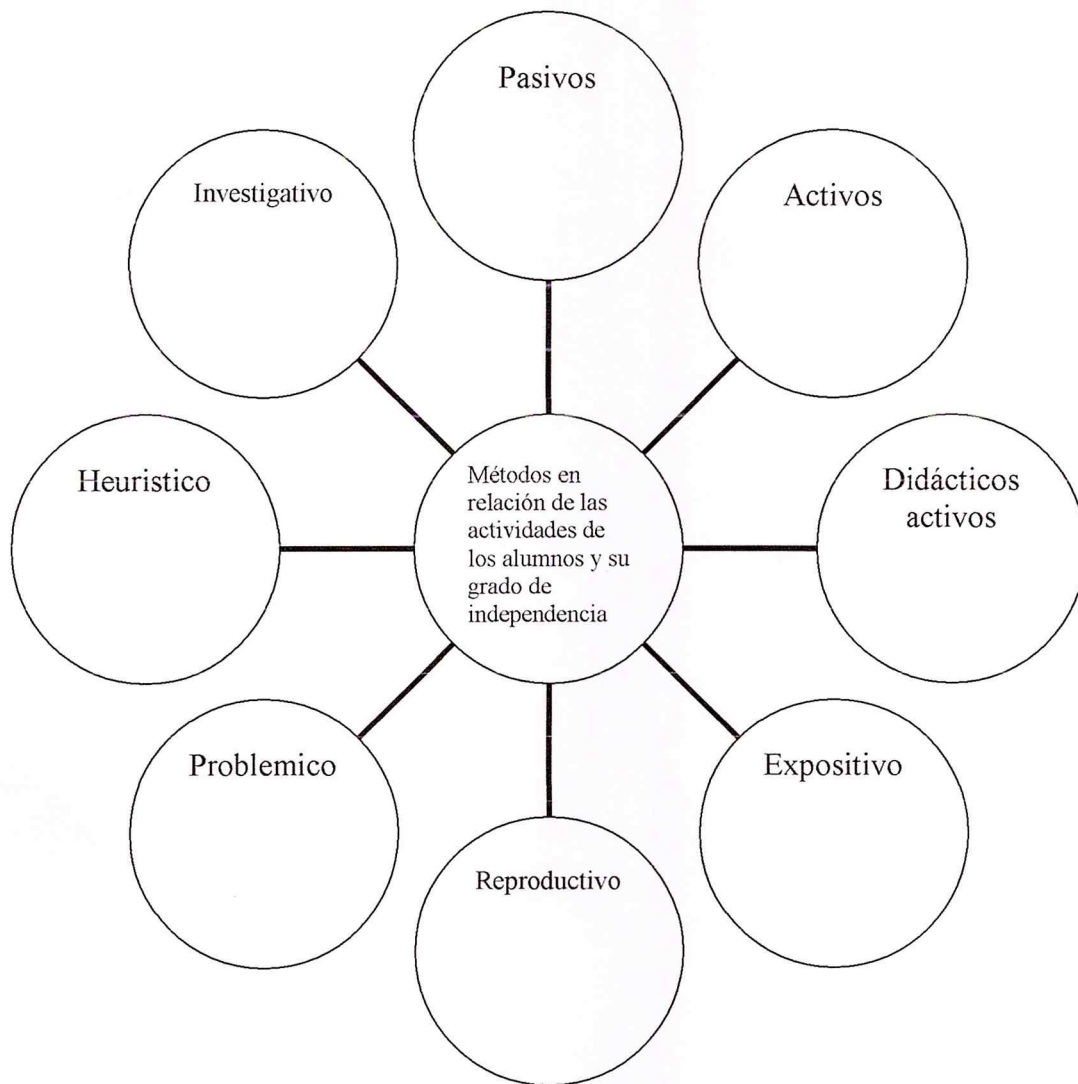 Pasivos
Activos
Didácticos
activos
Expositivo
Reproductivo
Problemico
Heuristico
Investigativo
Métodos en
relación de las
actividades de
los alumnos y su
grado de
independencia